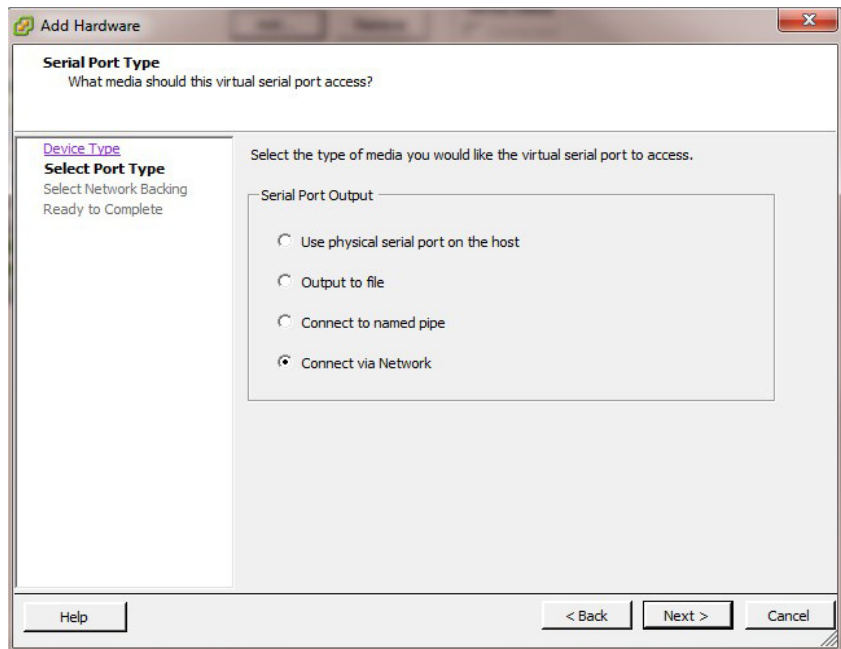 Add Hardware
Serial Port Type
What media should this virtual serial port access?
Device Type
Select Port Type
Select Network Backing
Ready to Complete
Select the type of media you would like the virtual serial port to access.
Serial Port Output
Use physical serial port on the host
Output to file
Connect to named pipe
Connect via Network
Help
< Back
Next >
Cancel